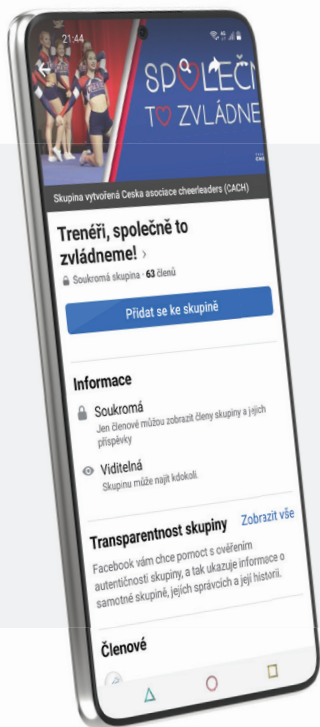 21:44
SPOLEČN
TO ZVLÁDNE
Skupina vytvořená Ceska asociace cheerleaders (CACH)
Trenéři, společně to
zvládneme! ›
Soukromá skupina · 63 členů
Přidat se ke skupině
Informace
Soukromá
Jen členové můžou zobrazit členy skupiny a jejich
příspěvky
Viditelná
Skupinu může najít kdokoli.
Transparentnost skupiny Zobrazit vše
Facebook vám chce pomoct s ověřením
autentičnosti skupiny, a tak ukazuje informace o
samotné skupině, jejích správcích a její historii.
Členové